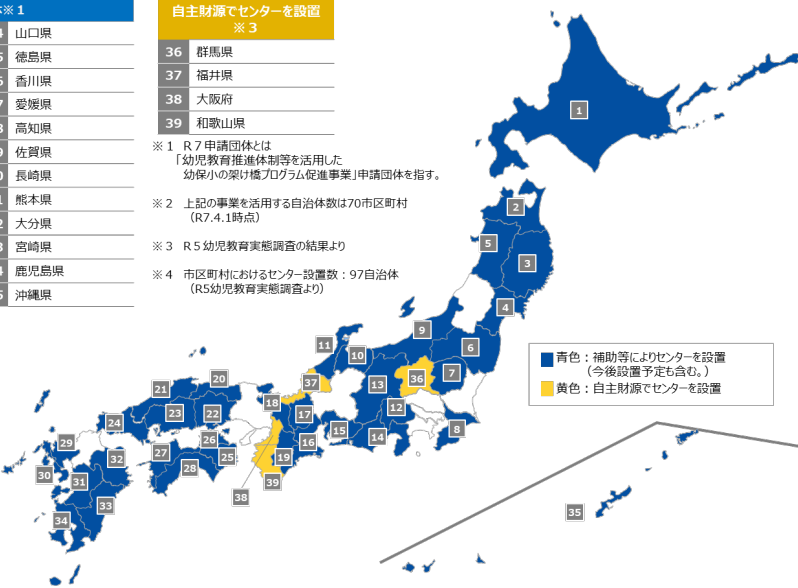 ※1
山口県
徳島県
香川県
愛媛県
高知県
佐賀県
長崎県
熊本県
大分県
宮崎県
鹿児島県
沖縄県
自主財源でセンターを設置
※3
36 群馬県
37 福井県
38 大阪府
39 和歌山県
※1 R7申請団体とは
「幼児教育推進体制等を活用した
幼保小の架け橋プログラム促進事業」申請団体を指す。
※2 上記の事業を活用する自治体数は70市区町村
(R7.4.1時点)
※3 R5幼児教育実態調査の結果より
※4 市区町村におけるセンター設置数:97自治体
(R5幼児教育実態調査より)
1
2
5
3
4
9
6
11
10
7
37
36
13
20
21
18
12
17
23
22
24
15
14
8
26
16
29
27
19
25
32
28
30
31
39
38
33
34
35
青色:補助等によりセンターを設置
(今後設置予定も含む。)
黄色:自主財源でセンターを設置